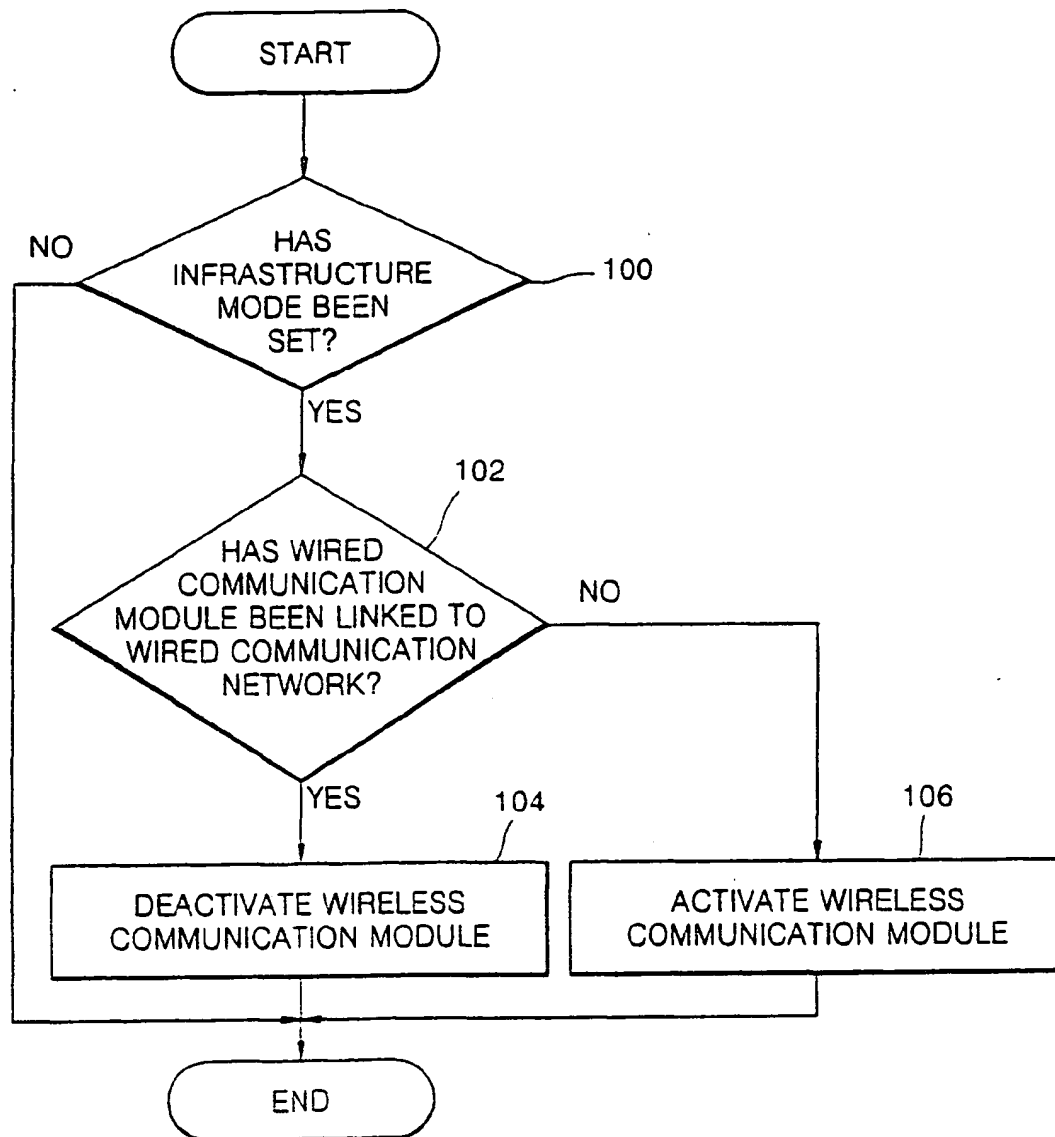 START
NO
HAS
INFRASTRUCTURE
MODE BEEN
SET?
100
YES
102
HAS WIRED
COMMUNICATION
MODULE BEEN LINKED TO
WIRED COMMUNICATION
NETWORK?
NO
YES
104
106
DEACTIVATE WIRELESS
COMMUNICATION MODULE
ACTIVATE WIRELESS
COMMUNICATION MODULE
END